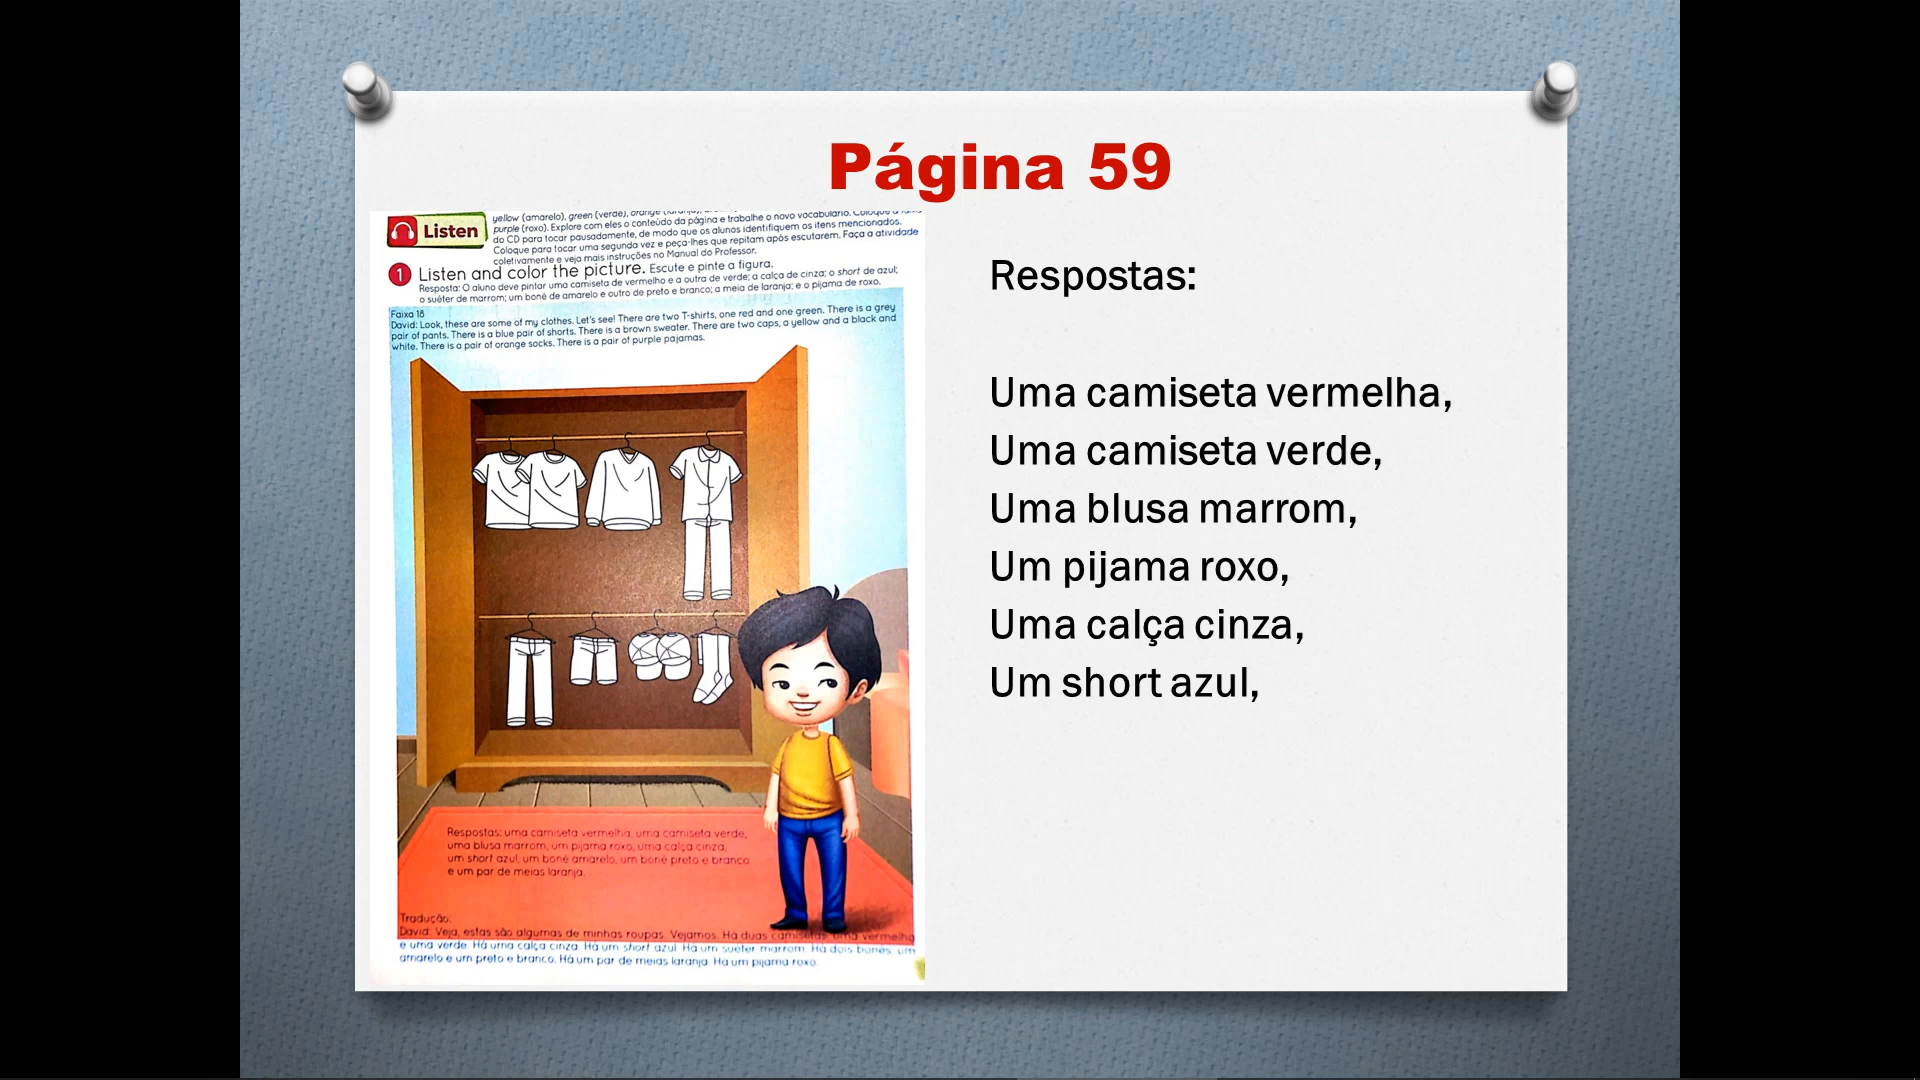 Página 59
Listen
yellow (amarelo), green (verde), orange
purple (roxo). Explore com eles o conteúdo da página e trabalhe o novo vocabulário. Coloque a faixa
do CD para tocar pausadamente, de modo que os alunos identifiquem os itens mencionados.
Coloque para tocar uma segunda vez e peça-lhes que repitam após escutarem. Faça a atividade
coletivamente e veja mais instruções no Manual do Professor.
1 Listen and color the picture. Escute e pinte a figura.
Resposta: O aluno deve pintar uma camiseta de vermelho e a outra de verde; a calça de cinza; o short de azul;
o suéter de marrom; um boné de amarelo e outro de preto e branco; a meia de laranja; e o pijama de roxo.
Faixa 18
David: Look, these are some of my clothes. Let's see! There are two T-shirts, one red and one green. There is a grey
pair of pants. There is a blue pair of shorts. There is a brown sweater. There are two caps, a yellow and a black and
white. There is a pair of orange socks. There is a pair of purple pajamas.
Respostas: uma camiseta vermelha, uma camiseta verde,
uma blusa marrom, um pijama roxo, uma calça cinza,
um short azul, um boné amarelo, um boné preto e branco
e um par de meias laranja.
Tradução:
David: Veja, estas são algumas de minhas roupas. Vejamos. Há duas camisetas, uma vermelha
e uma verde. Há uma calça cinza. Há um short azul. Há um suéter marrom. Há dois bonés, um
amarelo e um preto e branco. Há um par de meias laranja. Há um pijama roxo.
Respostas:
Uma camiseta vermelha,
Uma camiseta verde,
Uma blusa marrom,
Um pijama roxo,
Uma calça cinza,
Um short azul,